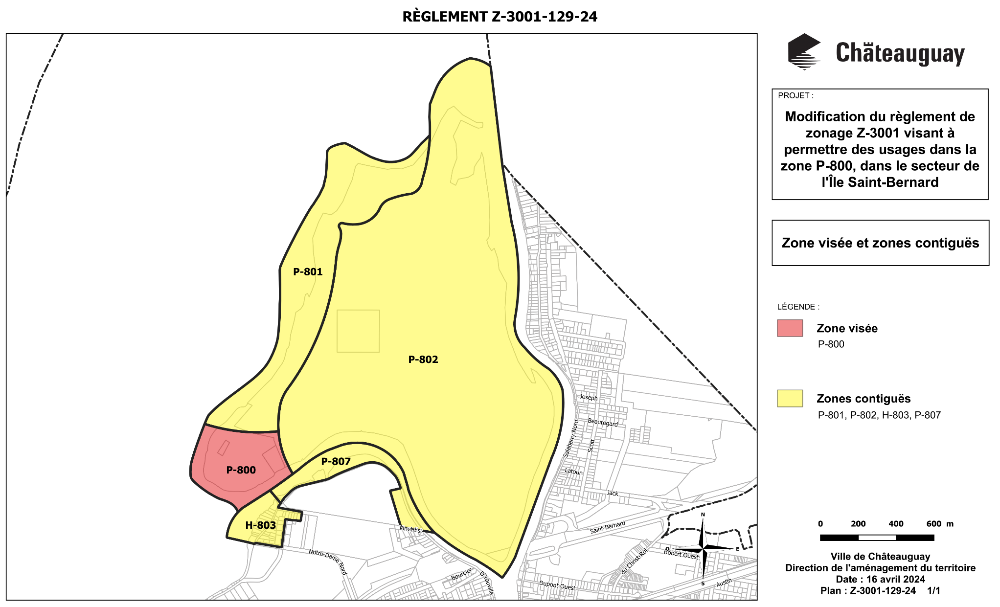 RÈGLEMENT Z-3001-129-24
Châteauguay
PROJET :
Modification du règlement de
zonage Z-3001 visant à
permettre des usages dans la
zone P-800, dans le secteur de
l'Île Saint-Bernard
Zone visée et zones contiguës
LÉGENDE :
Zone visée
P-800
Zones contiguës
P-801, P-802, H-803, P-807
P-801
P-802
P-807
P-800
H-803
Joseph
Beauregard
Salaberry Nord
Scott
Latour
Jack
Saint-Bernard
Vinet Est
Notre-Dame Nord
Bourcier
D'Youville
Dupont Ouest
du Christ-Roi
Robert Ouest
Austin
N
O
E
S
0 200 400 600 m
Ville de Châteauguay
Direction de l'aménagement du territoire
Date : 16 avril 2024
Plan : Z-3001-129-24 1/1